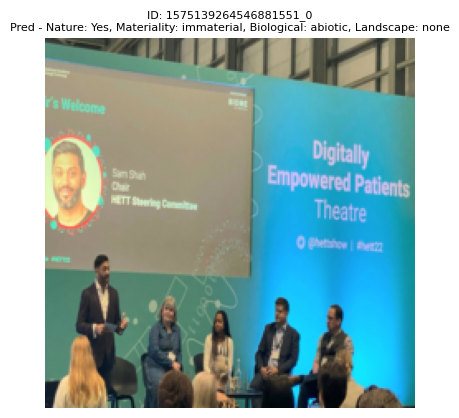 ID: 1575139264546881551_0
Pred - Nature: Yes, Materiality: immaterial, Biological: abiotic, Landscape: none
r's Welcome
Sam Shah
Chair
HETT Steering Committee
Digitally
Empowered Patients
Theatre
@hettshow | #hett22